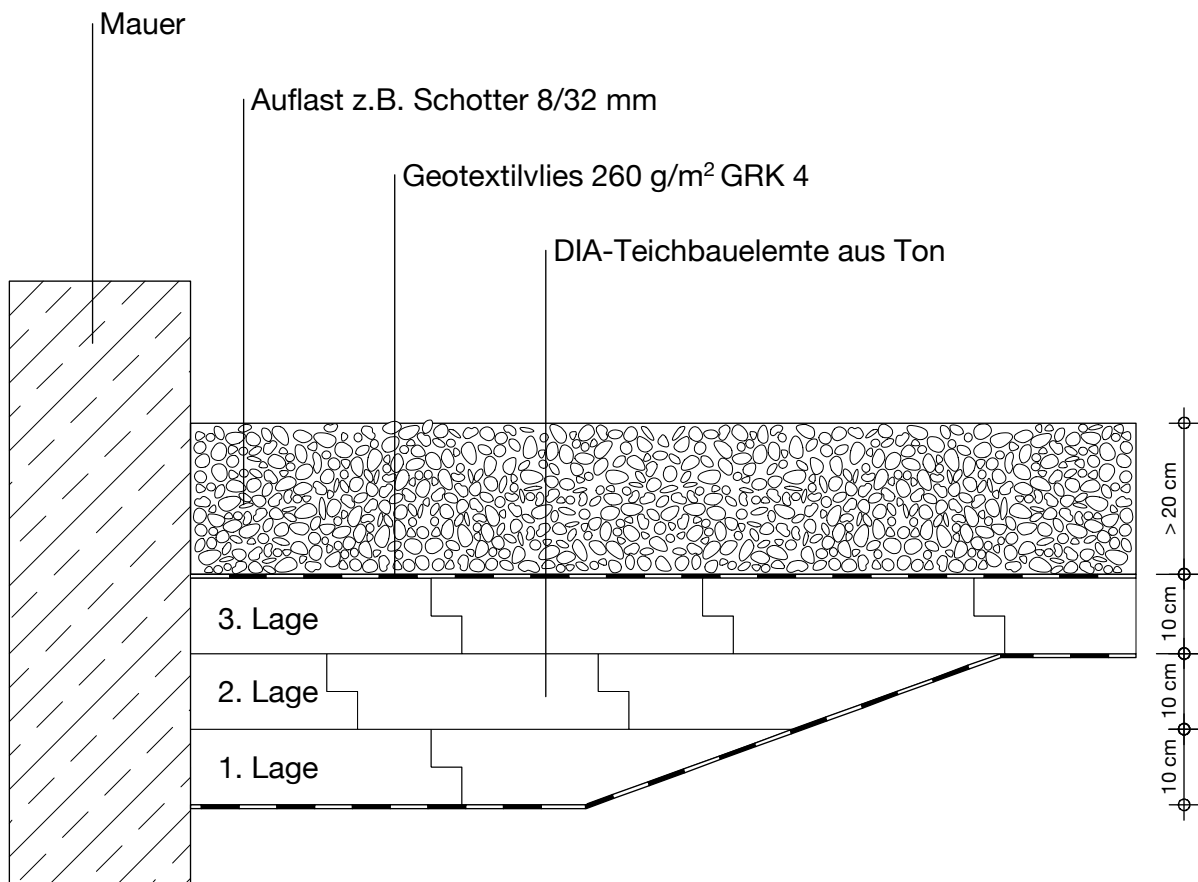 Mauer
Auflast z.B. Schotter 8/32 mm
Geotextilvlies 260 g/m² GRK 4
DIA-Teichbauelemte aus Ton
> 20 cm
3. Lage
10 cm
2. Lage
10 cm
1. Lage
10 cm